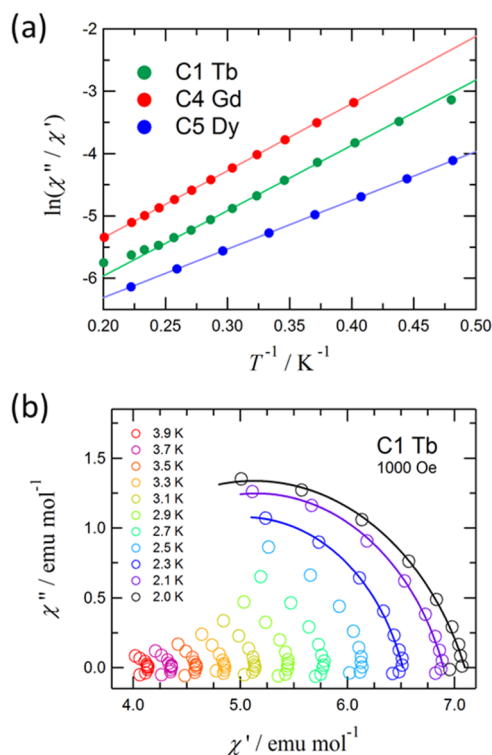 (a)
-2
-3
-4
-5
-6
ln(χ''/χ')
C1 Tb
C4 Gd
C5 Dy
0.20
0.25
0.30
0.35
0.40
0.45
0.50
T⁻¹ / K⁻¹
(b)
1.5
1.0
0.5
0.0
χ'' / emu mol⁻¹
3.9 K
3.7 K
3.5 K
3.3 K
3.1 K
2.9 K
2.7 K
2.5 K
2.3 K
2.1 K
2.0 K
C1 Tb
1000 Oe
4.0
5.0
6.0
7.0
χ' / emu mol⁻¹